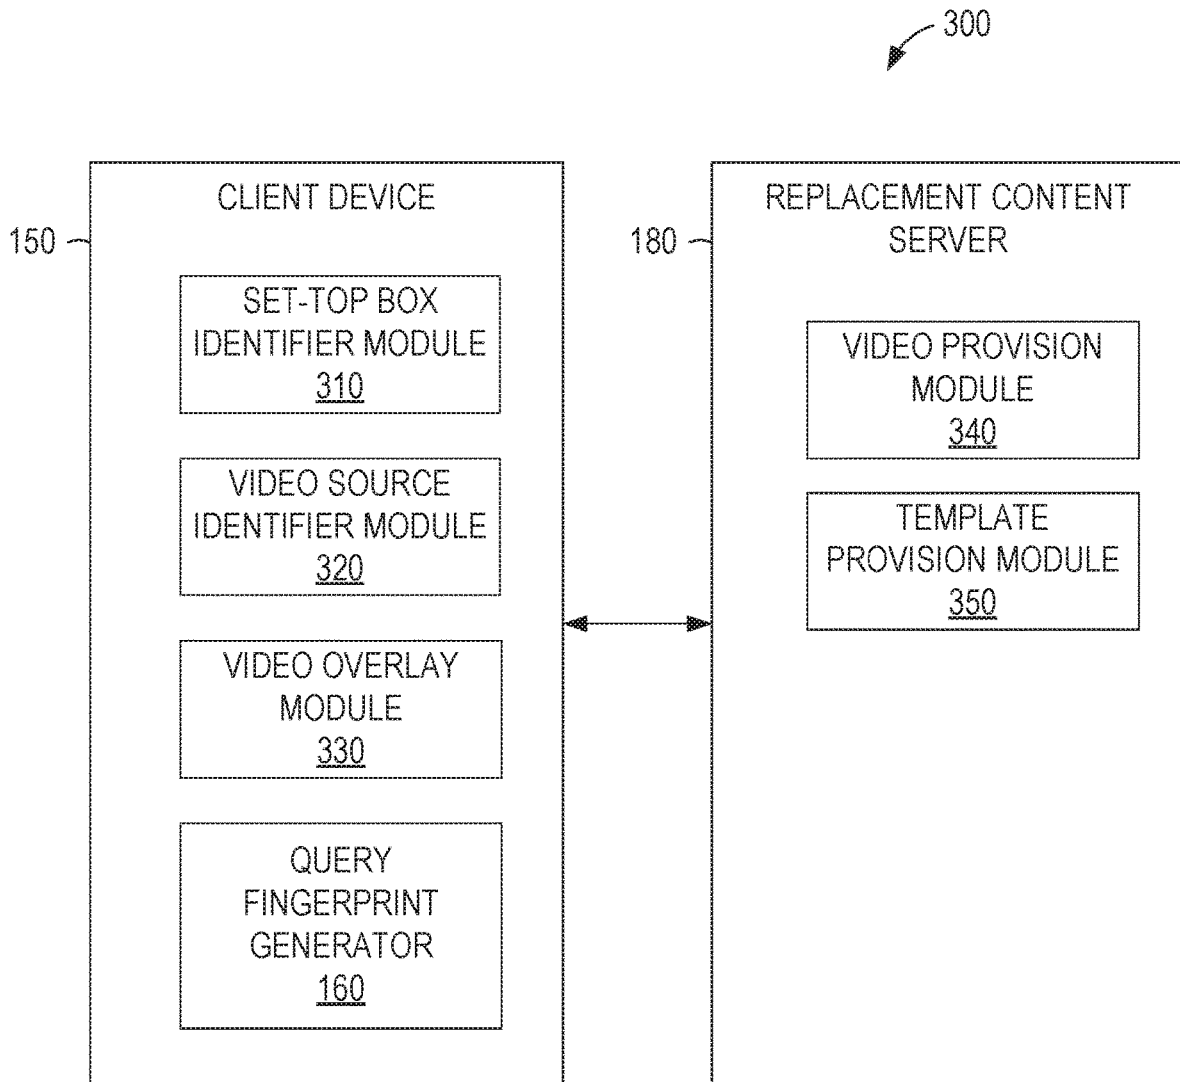 300
CLIENT DEVICE
150
SET-TOP BOX
IDENTIFIER MODULE
310
VIDEO SOURCE
IDENTIFIER MODULE
320
VIDEO OVERLAY
MODULE
330
QUERY
FINGERPRINT
GENERATOR
160
REPLACEMENT CONTENT
SERVER
180
VIDEO PROVISION
MODULE
340
TEMPLATE
PROVISION MODULE
350